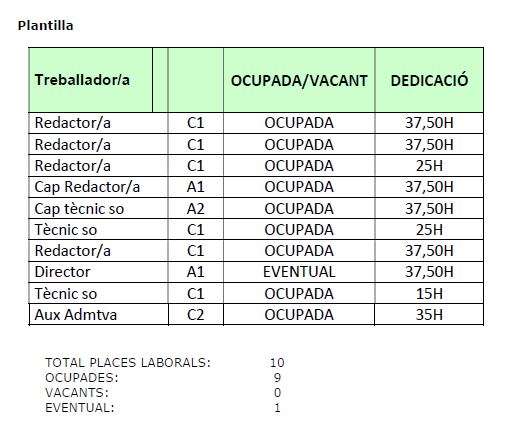 Plantilla
Treballador/a OCUPADA/VACANT DEDICACIÓ
Redactor/a C1 OCUPADA 37,50H
Redactor/a C1 OCUPADA 37,50H
Redactor/a C1 OCUPADA 25H
Cap Redactor/a A1 OCUPADA 37,50H
Cap tècnic so A2 OCUPADA 37,50H
Tècnic so C1 OCUPADA 25H
Redactor/a C1 OCUPADA 37,50H
Director A1 EVENTUAL 37,50H
Tècnic so C1 OCUPADA 15H
Aux Admtva C2 OCUPADA 35H
TOTAL PLACES LABORALS: 10
OCUPADES: 9
VACANTS: 0
EVENTUAL: 1